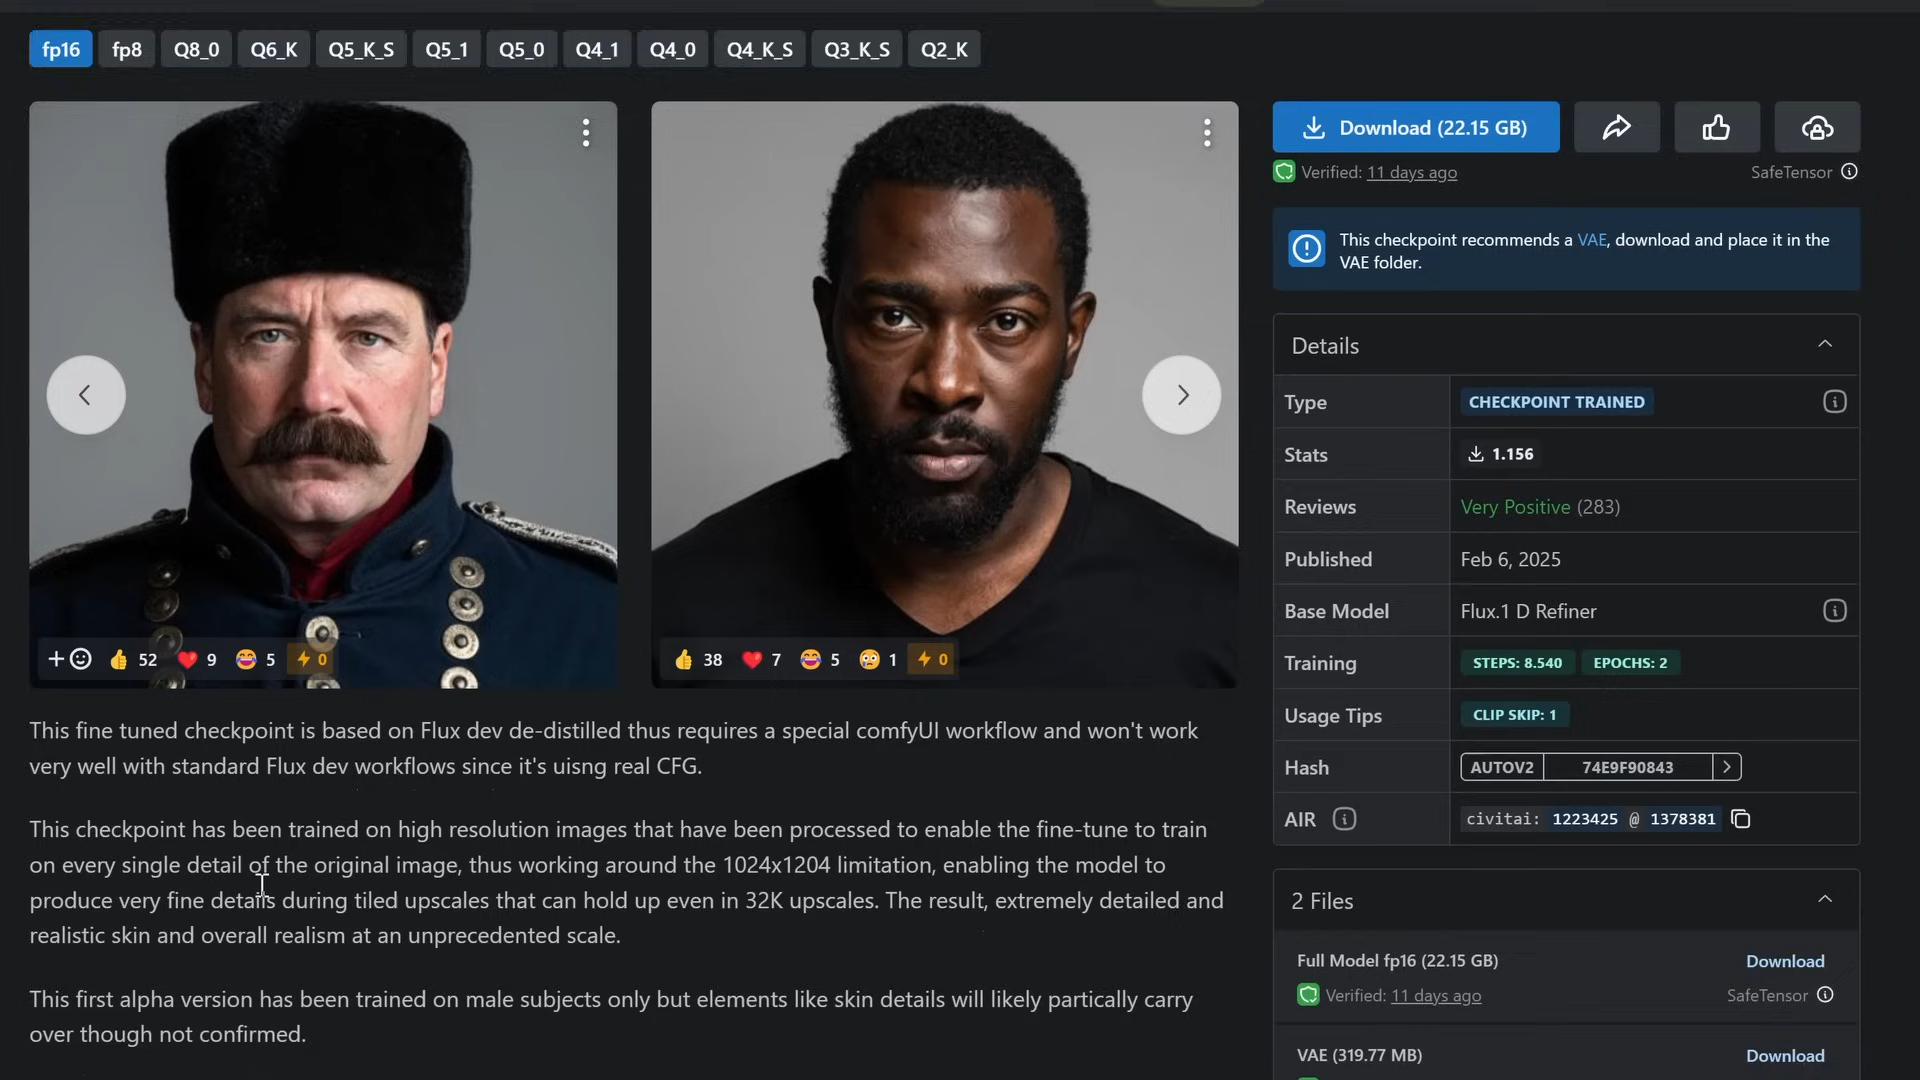 fp16 fp8 Q8_0 Q6_K Q5_K_S Q5_1 Q5_0 Q4_1 Q4_0 Q4_K_S Q3_K_S Q2_K
52 9 5 0
38 7 5 1 0
This fine tuned checkpoint is based on Flux dev de-distilled thus requires a special comfyUI workflow and won't work
very well with standard Flux dev workflows since it's uisng real CFG.
This checkpoint has been trained on high resolution images that have been processed to enable the fine-tune to train
on every single detail of the original image, thus working around the 1024x1204 limitation, enabling the model to
produce very fine details during tiled upscales that can hold up even in 32K upscales. The result, extremely detailed and
realistic skin and overall realism at an unprecedented scale.
This first alpha version has been trained on male subjects only but elements like skin details will likely partically carry
over though not confirmed.
Download (22.15 GB)
Verified: 11 days ago SafeTensor
This checkpoint recommends a VAE, download and place it in the
VAE folder.
Details
Type CHECKPOINT TRAINED
Stats 1.156
Reviews Very Positive (283)
Published Feb 6, 2025
Base Model Flux.1 D Refiner
Training STEPS: 8.540 EPOCHS: 2
Usage Tips CLIP SKIP: 1
Hash AUTOV2 74E9F90843
AIR civitai: 1223425 @ 1378381
2 Files
Full Model fp16 (22.15 GB) Download
Verified: 11 days ago SafeTensor
VAE (319.77 MB) Download